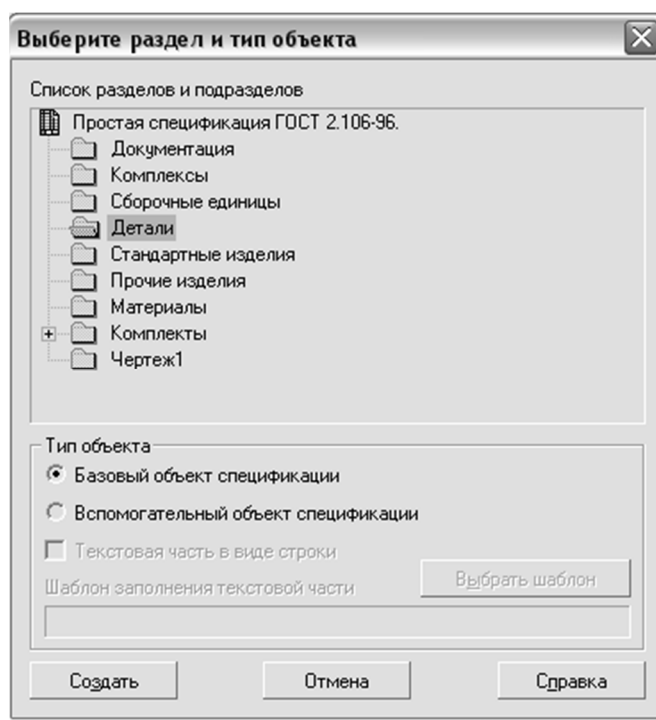 Выберите раздел и тип объекта
Список разделов и подразделов
Простая спецификация ГОСТ 2.106-96.
Документация
Комплексы
Сборочные единицы
Детали
Стандартные изделия
Прочие изделия
Материалы
Комплекты
Чертеж1
Тип объекта
Базовый объект спецификации
Вспомогательный объект спецификации
Текстовая часть в виде строки
Шаблон заполнения текстовой части
Выбрать шаблон
Создать Отмена Справка